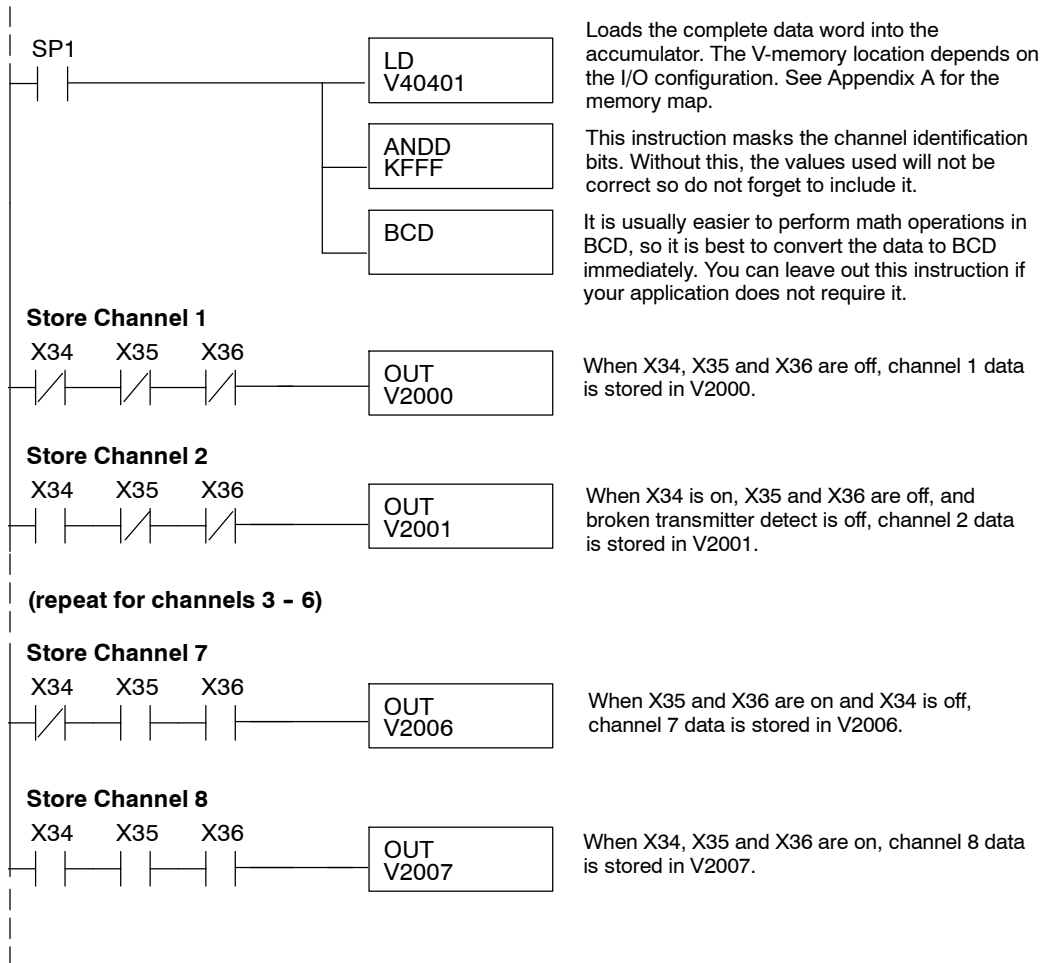 SP1
LD
V40401
Loads the complete data word into the
accumulator. The V-memory location depends on
the I/O configuration. See Appendix A for the
memory map.
ANDD
KFFF
This instruction masks the channel identification
bits. Without this, the values used will not be
correct so do not forget to include it.
BCD
It is usually easier to perform math operations in
BCD, so it is best to convert the data to BCD
immediately. You can leave out this instruction if
your application does not require it.
Store Channel 1
X34 X35 X36
OUT
V2000
When X34, X35 and X36 are off, channel 1 data
is stored in V2000.
Store Channel 2
X34 X35 X36
OUT
V2001
When X34 is on, X35 and X36 are off, and
broken transmitter detect is off, channel 2 data
is stored in V2001.
(repeat for channels 3 - 6)
Store Channel 7
X34 X35 X36
OUT
V2006
When X35 and X36 are on and X34 is off,
channel 7 data is stored in V2006.
Store Channel 8
X34 X35 X36
OUT
V2007
When X34, X35 and X36 are on, channel 8 data
is stored in V2007.